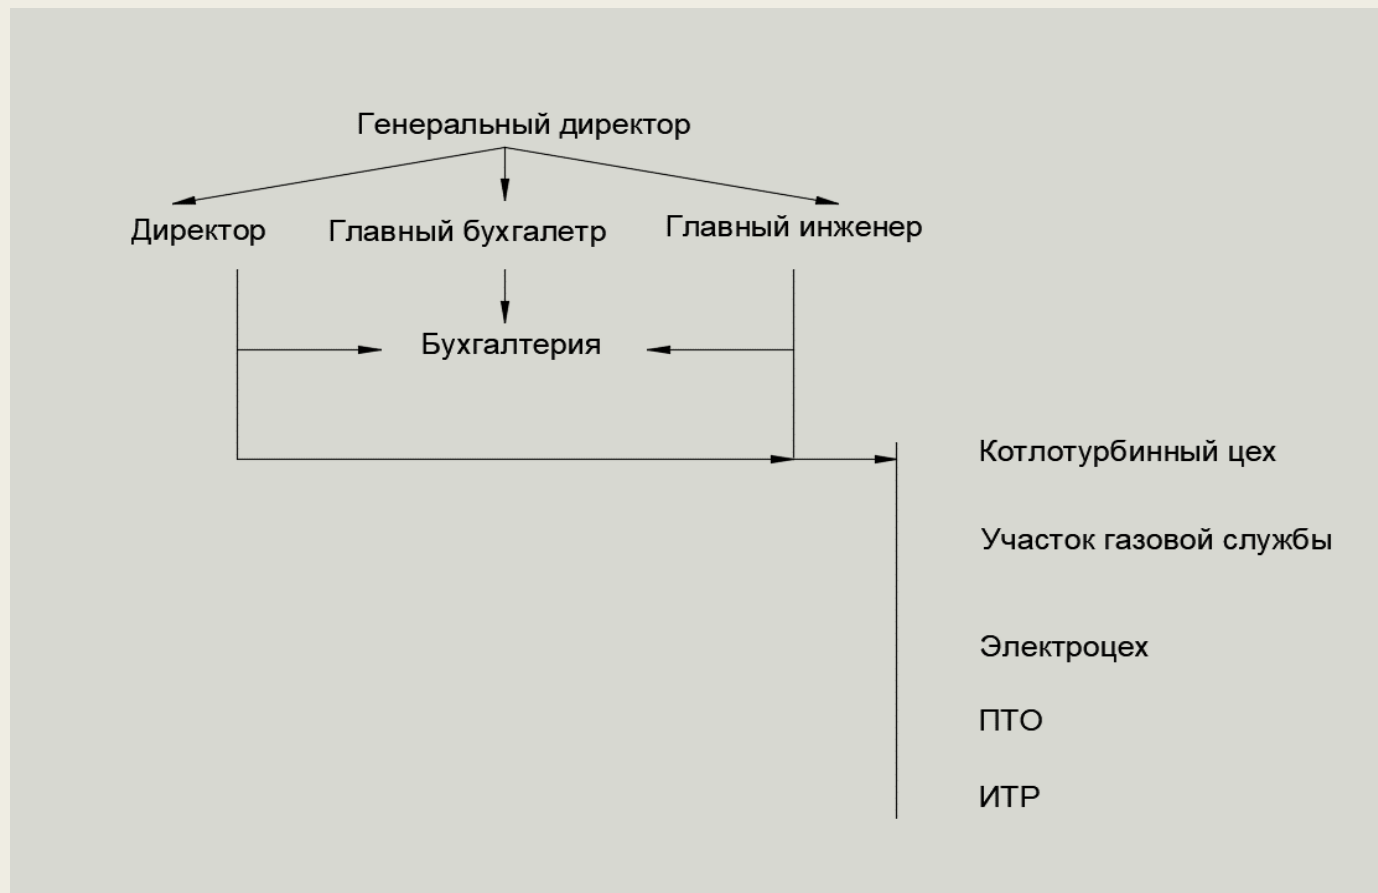 Генеральный директор
Директор
Главный бухгалетр
Главный инженер
Бухгалтерия
Котлотурбинный цех
Участок газовой службы
Электроцех
ПТО
ИТР